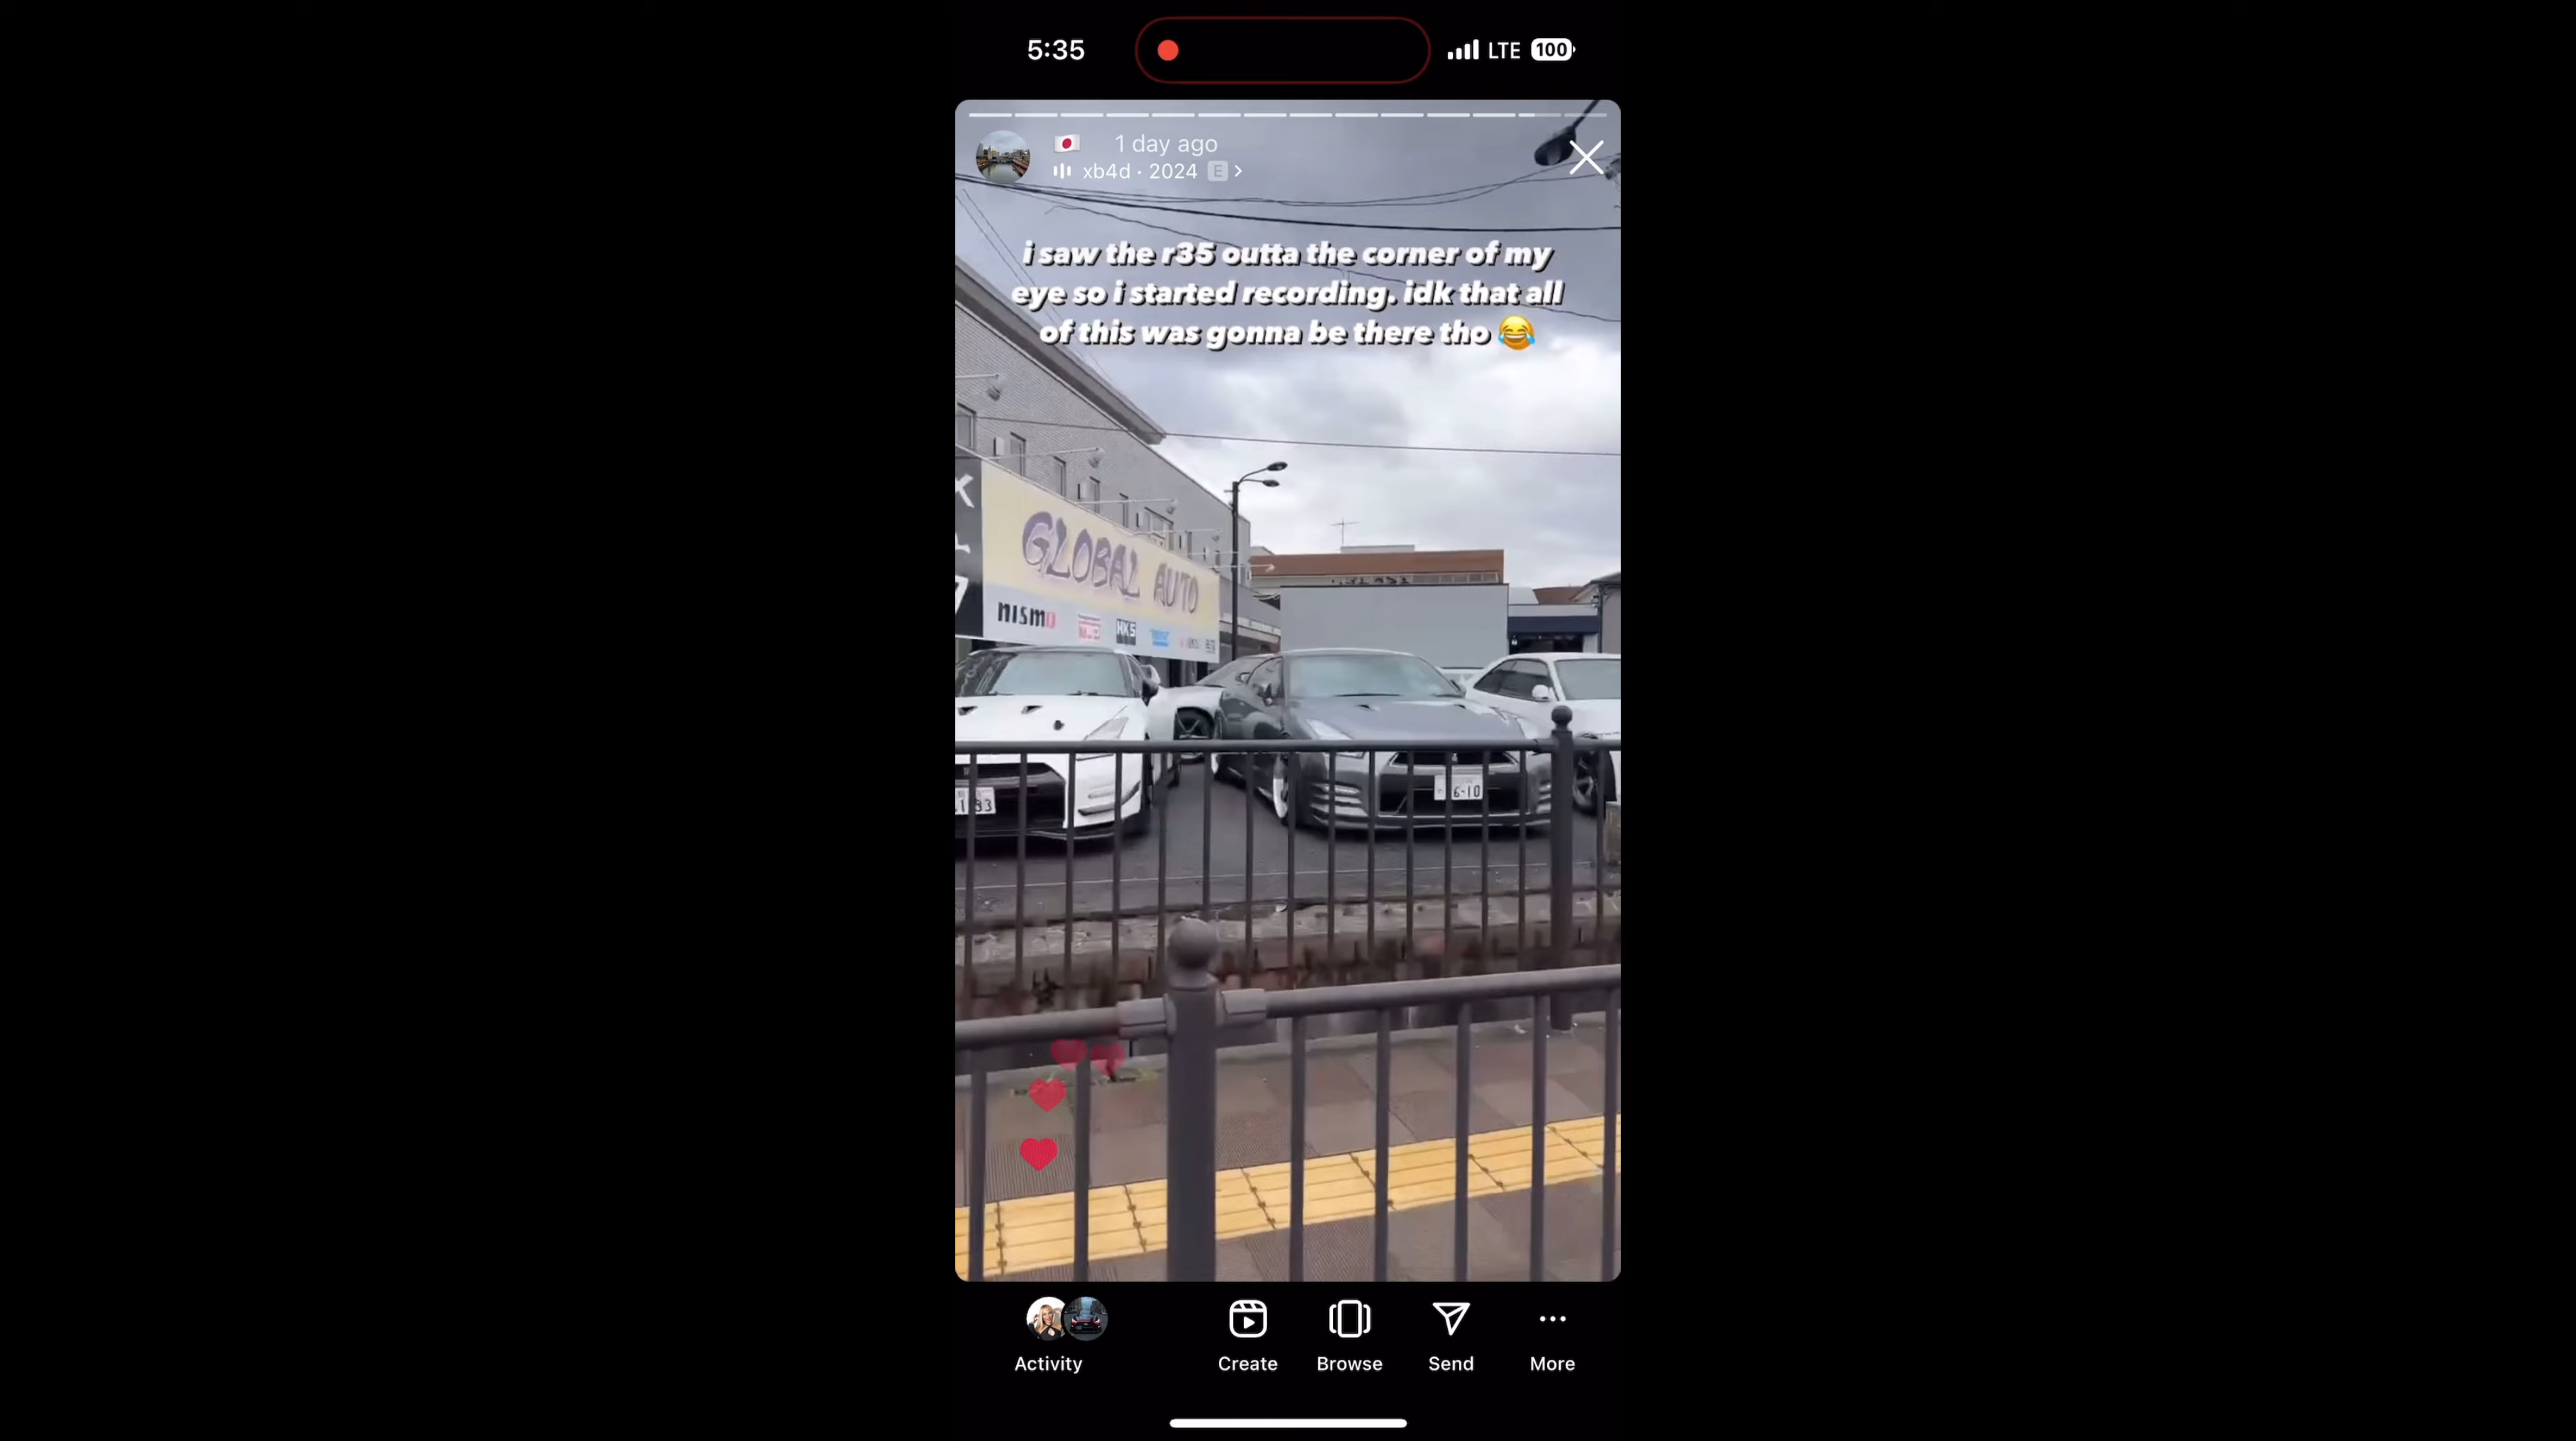 5:35
LTE 100
🇯🇵 1 day ago
xb4d · 2024 E
i saw the r35 outta the corner of my
eye so i started recording. idk that all
of this was gonna be there tho 😂
GLOBAL AUTO
nismo
HKS
6-10
Activity
Create
Browse
Send
More